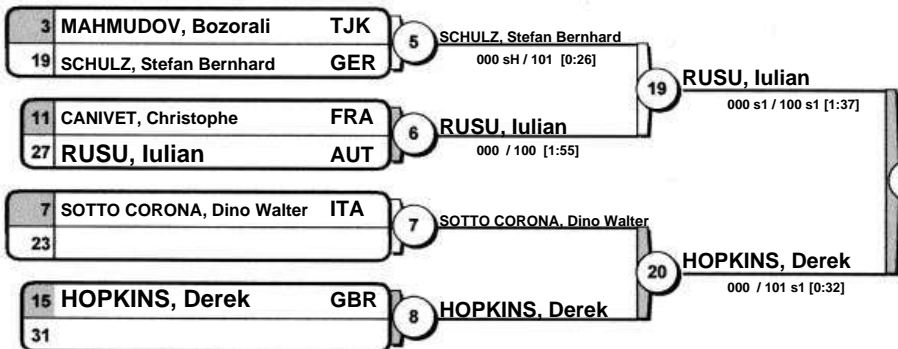 3 MAHMUDOV, Bozorali TJK
19 SCHULZ, Stefan Bernhard GER
5
SCHULZ, Stefan Bernhard
000 sH / 101 [0:26]
11 CANIVET, Christophe FRA
27 RUSU, Iulian AUT
6
RUSU, Iulian
000 / 100 [1:55]
19
RUSU, Iulian
000 s1 / 100 s1 [1:37]
7 SOTTO CORONA, Dino Walter ITA
23
7
SOTTO CORONA, Dino Walter
15 HOPKINS, Derek GBR
31
8
HOPKINS, Derek
20
HOPKINS, Derek
000 / 101 s1 [0:32]